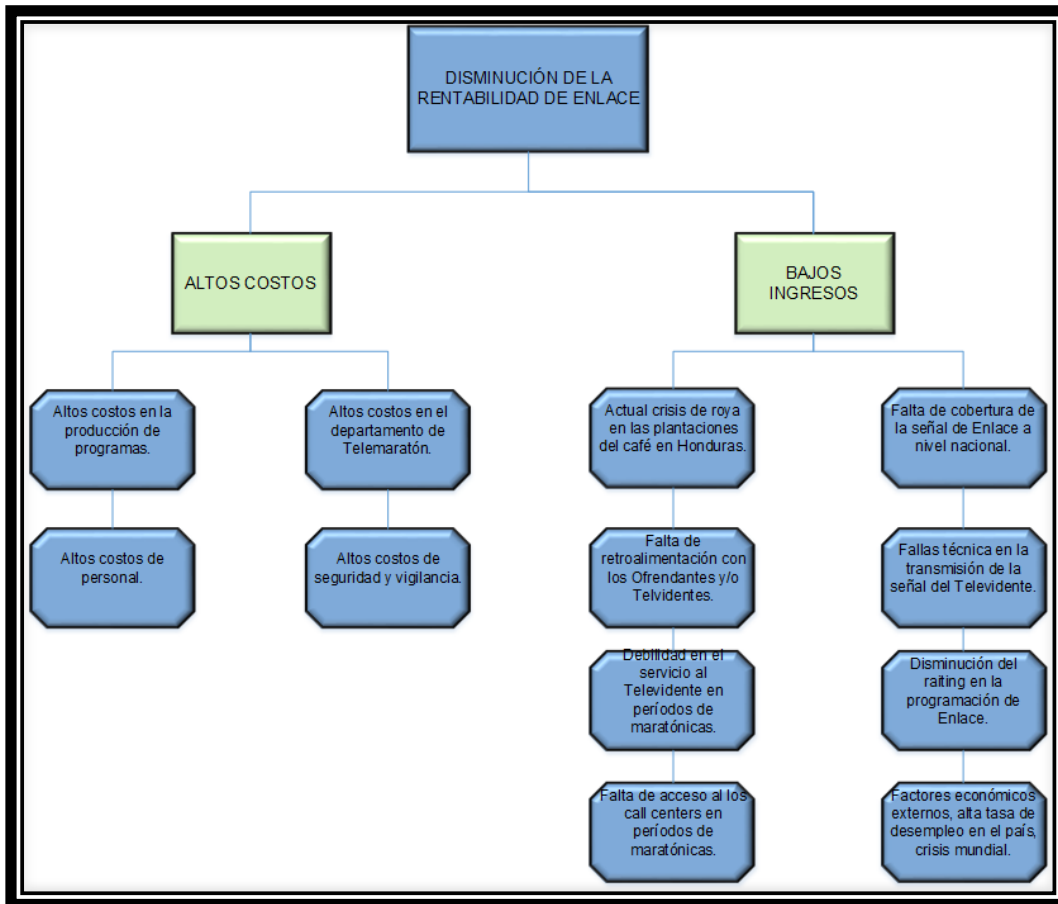 DISMINUCIÓN DE LA
RENTABILIDAD DE ENLACE
ALTOS COSTOS
BAJOS
INGRESOS
Altos costos en la
producción de
programas.
Altos costos en el
departamento de
Telemaratón.
Actual crisis de roya
en las plantaciones
del café en Honduras.
Falta de cobertura de
la señal de Enlace a
nivel nacional.
Altos costos de
personal.
Altos costos de
seguridad y vigilancia.
Falta de
retroalimentación con
los Ofrendantes y/o
Telvidentes.
Fallas técnica en la
transmisión de la
señal del Televidente.
Debilidad en el
servicio al
Televidente en
períodos de
maratónicas.
Disminución del
raiting en la
programación de
Enlace.
Falta de acceso al los
call centers en
períodos de
maratónicas.
Factores económicos
externos, alta tasa de
desempleo en el país,
crisis mundial.